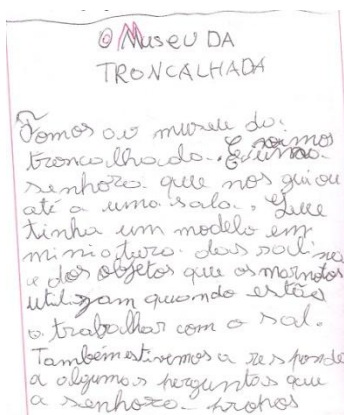 O MUSEU DA
TRONCALHADA
Fomos ao museu da
troncalhada. E vimos
senhora que nos guiou
até a uma sala. Que
tinha um modelo em
miniatura das salinas
e dos objetos que os marnotos
utilizam quando estão
a trabalhar com o sal.
Também estivemos a responde
a algumas perguntas que
a senhora propos